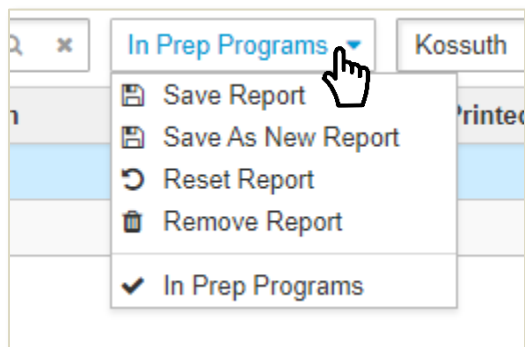 In Prep Programs
Kossuth
Save Report
Save As New Report
Reset Report
Remove Report
In Prep Programs